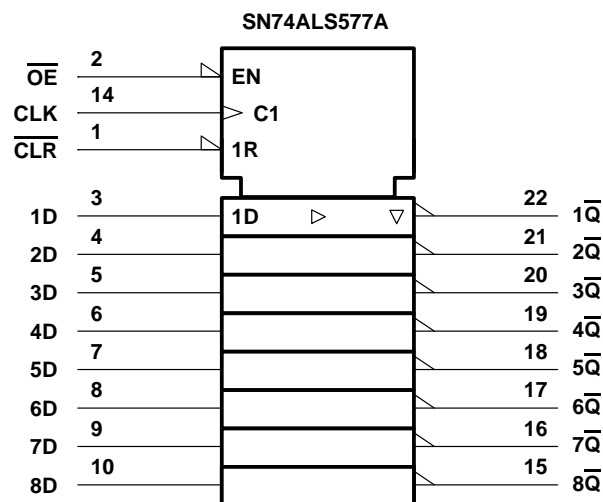 SN74ALS577A
O̅E̅ 2 EN
CLK 14 C1
C̅L̅R̅ 1 1R
1D 3 1D 22 1Q̅
2D 4 21 2Q̅
3D 5 20 3Q̅
4D 6 19 4Q̅
5D 7 18 5Q̅
6D 8 17 6Q̅
7D 9 16 7Q̅
8D 10 15 8Q̅